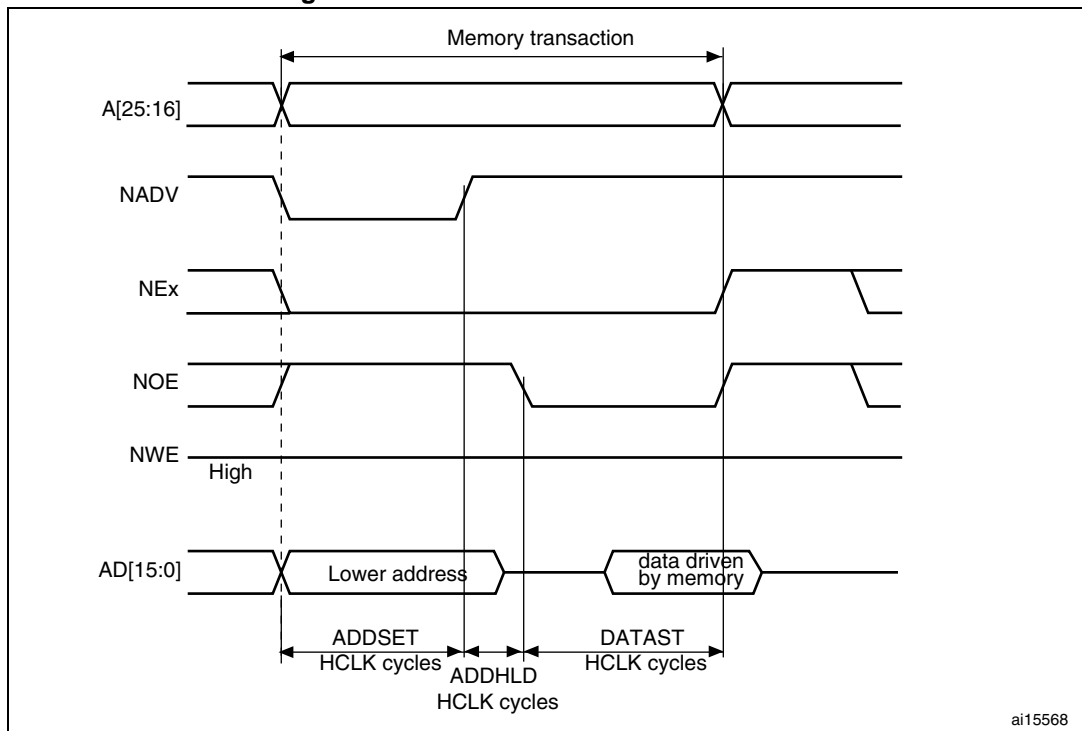 Memory transaction
A[25:16]
NADV
NEx
NOE
NWE
High
AD[15:0]
Lower address
data driven
by memory
ADDSET
HCLK cycles
ADDHLD
HCLK cycles
DATAST
HCLK cycles
ai15568